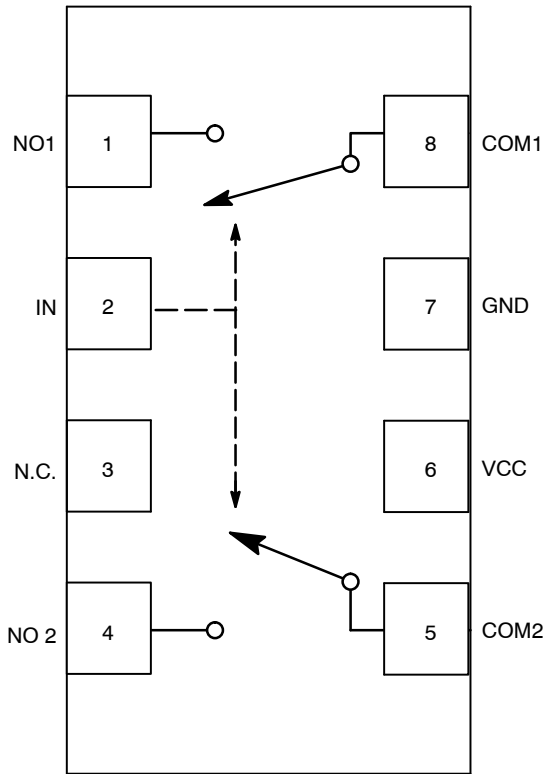 NO1 1 8 COM1
IN 2 7 GND
N.C. 3 6 VCC
NO 2 4 5 COM2